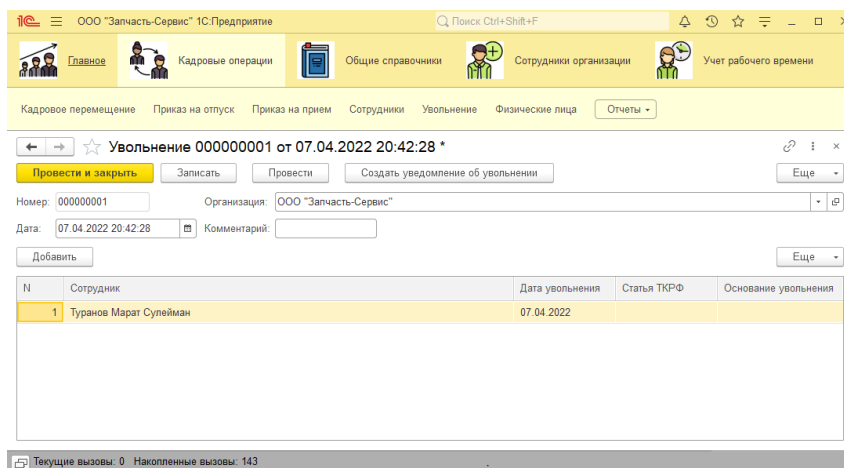 1С ООО "Запчасть-Сервис" 1С:Предприятие Поиск Ctrl+Shift+F
Главное Кадровые операции Общие справочники Сотрудники организации Учет рабочего времени
Кадровое перемещение Приказ на отпуск Приказ на прием Сотрудники Увольнение Физические лица Отчеты
Увольнение 000000001 от 07.04.2022 20:42:28 *
Провести и закрыть Записать Провести Создать уведомление об увольнении Еще
Номер: 000000001 Организация: ООО "Запчасть-Сервис"
Дата: 07.04.2022 20:42:28 Комментарий:
Добавить Еще
N Сотрудник Дата увольнения Статья ТКРФ Основание увольнения
1 Туранов Марат Сулейман 07.04.2022
Текущие вызовы: 0 Накопленные вызовы: 143